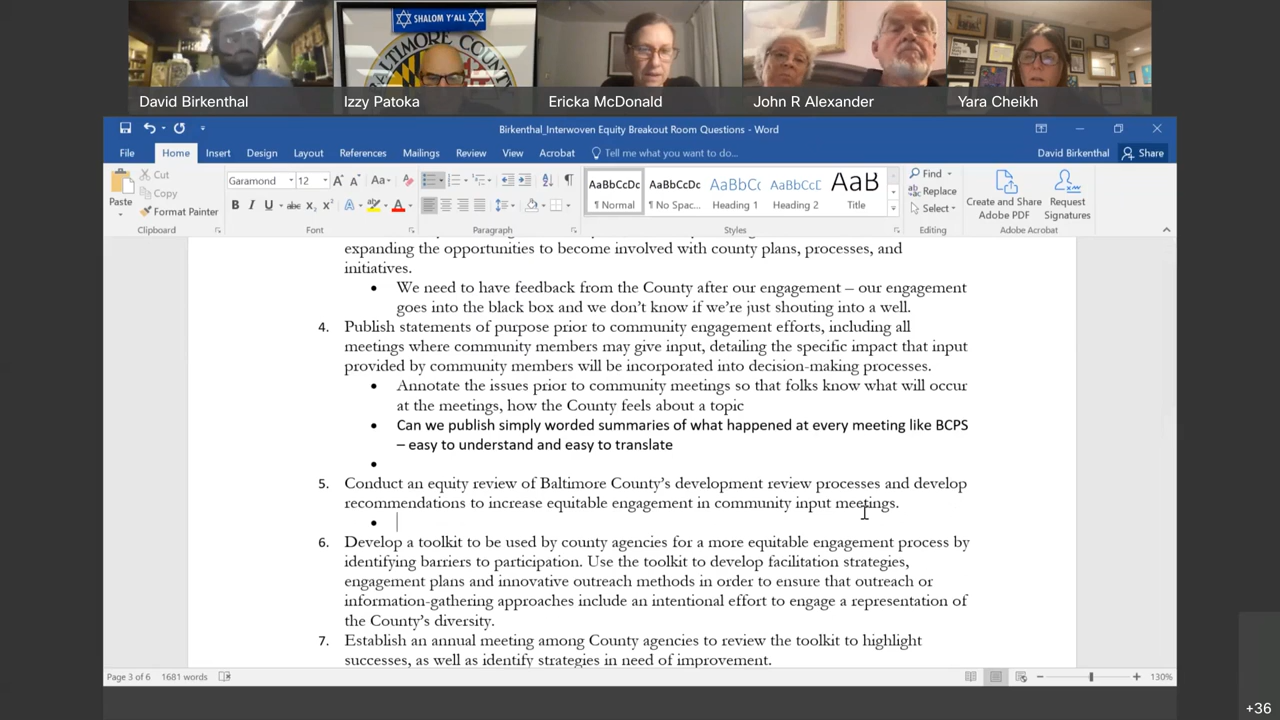 SHALOM Y'ALL
BALTIMORE COUNTY
David Birkenthal
Izzy Patoka
Ericka McDonald
John R Alexander
Yara Cheikh
Birkenthal_Interwoven Equity Breakout Room Questions - Word
File Home Insert Design Layout References Mailings Review View Acrobat Tell me what you want to do... David Birkenthal Share
Paste
Cut
Copy
Format Painter
Clipboard
Garamond 12
Font
Paragraph
AaBbCcDc ¶ Normal
AaBbCcDc ¶ No Spac...
AaBbCc Heading 1
AaBbCcD Heading 2
AaB Title
Styles
Find
Replace
Select
Editing
Create and Share Adobe PDF
Request Signatures
Adobe Acrobat
expanding the opportunities to become involved with county plans, processes, and
initiatives.
• We need to have feedback from the County after our engagement – our engagement
goes into the black box and we don't know if we're just shouting into a well.
4. Publish statements of purpose prior to community engagement efforts, including all
meetings where community members may give input, detailing the specific impact that input
provided by community members will be incorporated into decision-making processes.
• Annotate the issues prior to community meetings so that folks know what will occur
at the meetings, how the County feels about a topic
• Can we publish simply worded summaries of what happened at every meeting like BCPS
– easy to understand and easy to translate
•
5. Conduct an equity review of Baltimore County's development review processes and develop
recommendations to increase equitable engagement in community input meetings.
•
6. Develop a toolkit to be used by county agencies for a more equitable engagement process by
identifying barriers to participation. Use the toolkit to develop facilitation strategies,
engagement plans and innovative outreach methods in order to ensure that outreach or
information-gathering approaches include an intentional effort to engage a representation of
the County's diversity.
7. Establish an annual meeting among County agencies to review the toolkit to highlight
successes, as well as identify strategies in need of improvement.
Page 3 of 6 1681 words 130%
+36